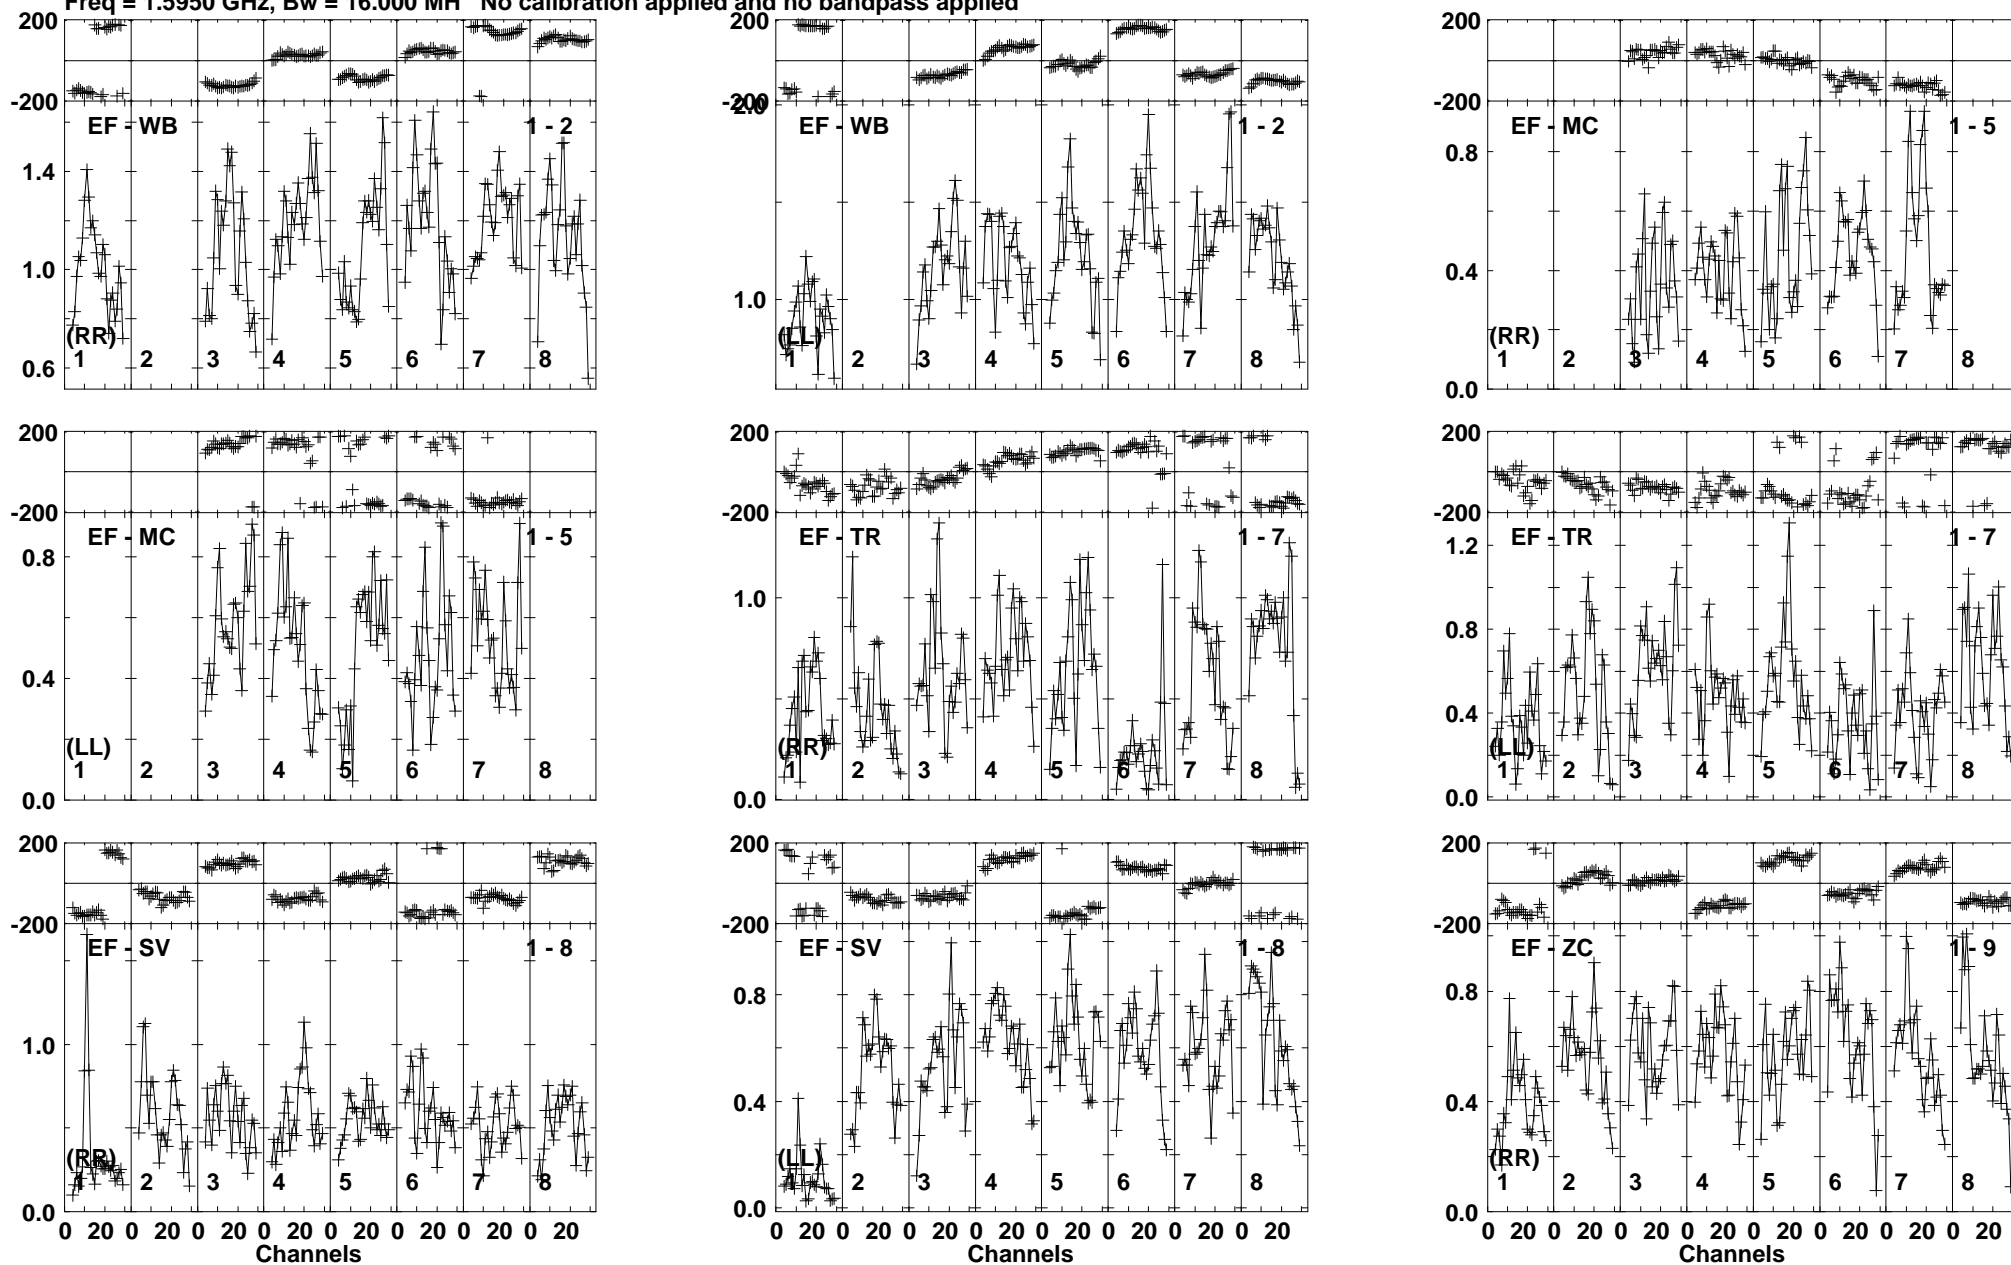 Freq = 1.5950 GHz, Bw = 16.000 MH No calibration applied and no bandpass applied
200 200 200
-200 -200 -200
EF - WB 1 - 2 2.0 EF - WB 1 - 2 EF - MC 1 - 5
1.4 0.8
1.0 1.0 0.4
(RR) (LL) (RR)
0.6 1 2 3 4 5 6 7 8 1 2 3 4 5 6 7 8 1 2 3 4 5 6 7 8
0.0
200 200 200
-200 -200 -200
EF - MC 1 - 5 EF - TR 1 - 7 EF - TR 1 - 7
0.8 1.0 1.2
0.8
0.4 0.4
(LL) (RR) (LL)
1 2 3 4 5 6 7 8 1 2 3 4 5 6 7 8 1 2 3 4 5 6 7 8
0.0 0.0 0.0
200 200 200
-200 -200 -200
EF - SV 1 - 8 EF - SV 1 - 8 EF - ZC 1 - 9
1.0 0.8 0.8
0.4 0.4
(RR) (LL) (RR)
1 2 3 4 5 6 7 8 1 2 3 4 5 6 7 8 1 2 3 4 5 6 7 8
0.0 0.0 0.0
0 20 0 20 0 20 0 20 0 20 0 20 0 20 0 20 0 20 0 20 0 20 0 20 0 20 0 20 0 20 0 20 0 20 0 20 0 20 0 20 0 20 0 20 0 20 0 20
Channels Channels Channels